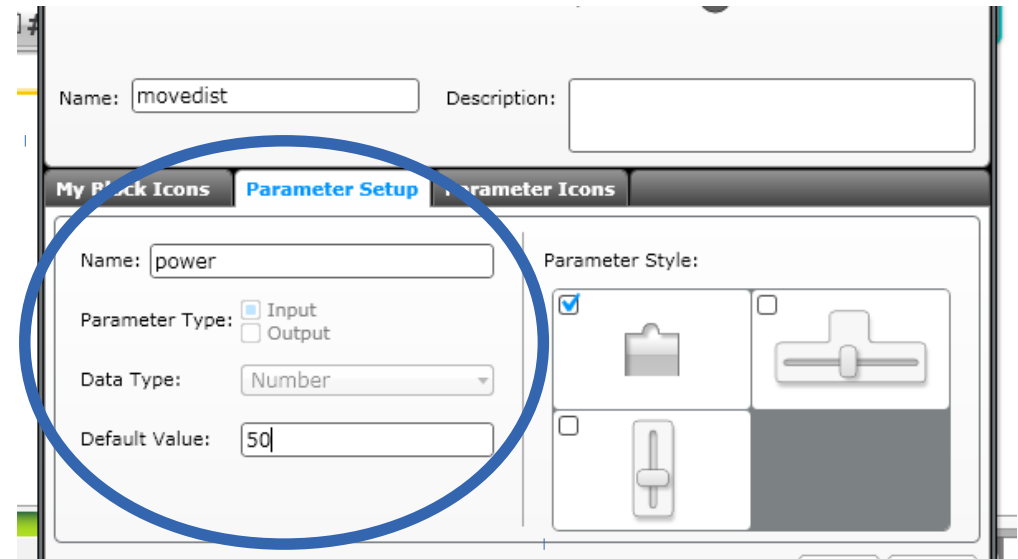 #
Name: movedist
Description:
My Block Icons
Parameter Setup
Parameter Icons
Name: power
Parameter Type: Input
Output
Data Type: Number
Default Value: 50
Parameter Style: